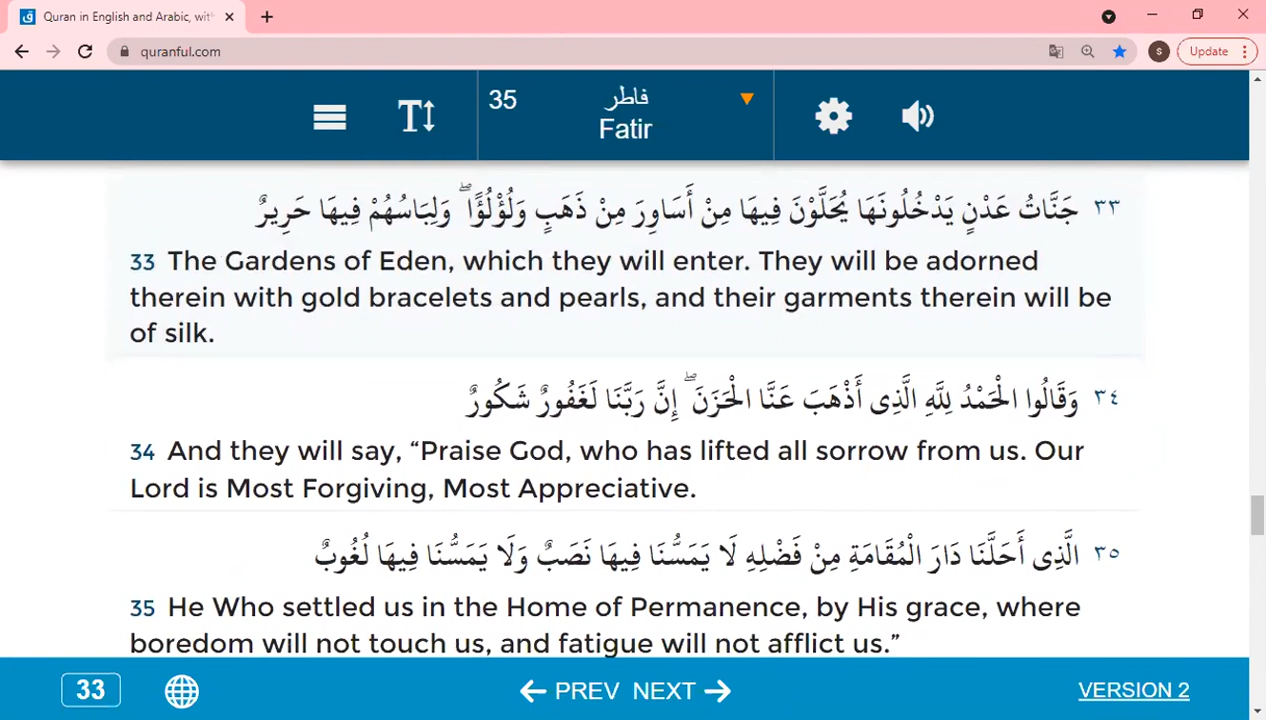 Quran in English and Arabic, with
quranful.com
S
Update
35
فاطر
Fatir
٣٣ جَنَّاتُ عَدْنٍ يَدْخُلُونَهَا يُحَلَّوْنَ فِيهَا مِنْ أَسَاوِرَ مِنْ ذَهَبٍ وَلُؤْلُؤًا ۖ وَلِبَاسُهُمْ فِيهَا حَرِيرٌ
33 The Gardens of Eden, which they will enter. They will be adorned
therein with gold bracelets and pearls, and their garments therein will be
of silk.
٣٤ وَقَالُوا الْحَمْدُ لِلَّهِ الَّذِى أَذْهَبَ عَنَّا الْحَزَنَ ۖ إِنَّ رَبَّنَا لَغَفُورٌ شَكُورٌ
34 And they will say, “Praise God, who has lifted all sorrow from us. Our
Lord is Most Forgiving, Most Appreciative.
٣٥ الَّذِى أَحَلَّنَا دَارَ الْمُقَامَةِ مِنْ فَضْلِهِ لَا يَمَسُّنَا فِيهَا نَصَبٌ وَلَا يَمَسُّنَا فِيهَا لُغُوبٌ
35 He Who settled us in the Home of Permanence, by His grace, where
boredom will not touch us, and fatigue will not afflict us.”
33
← PREV NEXT →
VERSION 2